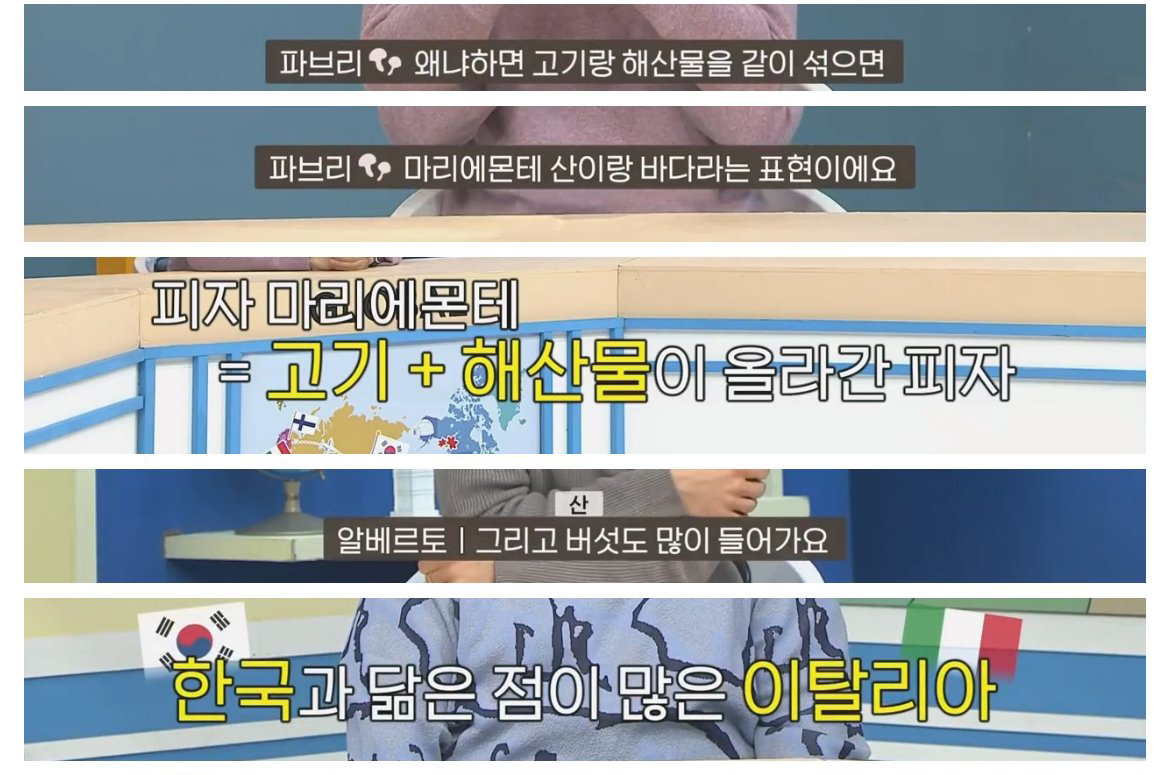 파브리 왜냐하면 고기랑 해산물을 같이 섞으면
파브리 마리에몬테 산이랑 바다라는 표현이에요
피자 마리에몬테
= 고기 + 해산물이 올라간 피자
산
알베르토 | 그리고 버섯도 많이 들어가요
한국과 닮은 점이 많은 이탈리아